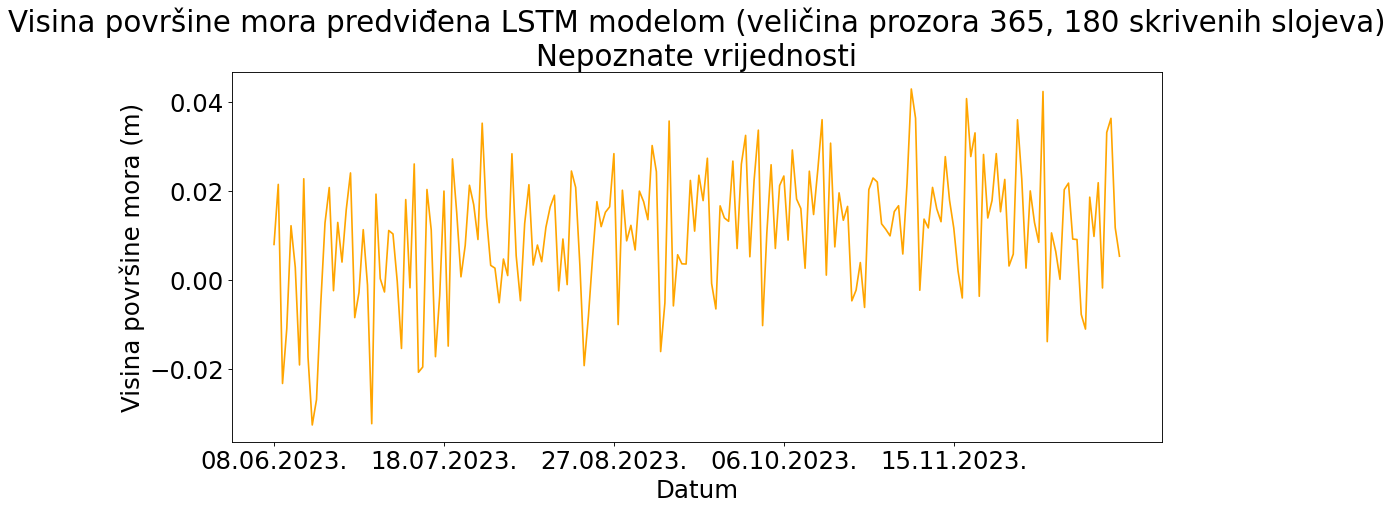 Visina površine mora predviđena LSTM modelom (veličina prozora 365, 180 skrivenih slojeva)
Nepoznate vrijednosti
Visina površine mora (m)
0.04
0.02
0.00
−0.02
08.06.2023. 18.07.2023. 27.08.2023. 06.10.2023. 15.11.2023.
Datum